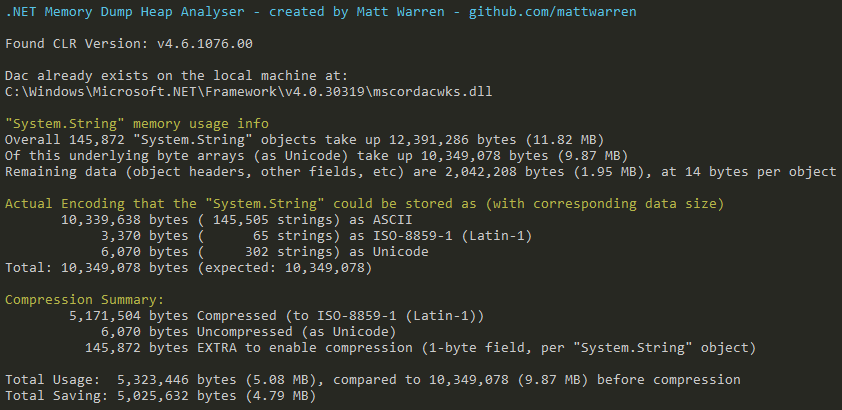 .NET Memory Dump Heap Analyser - created by Matt Warren - github.com/mattwarren
Found CLR Version: v4.6.1076.00
Dac already exists on the local machine at:
C:\Windows\Microsoft.NET\Framework\v4.0.30319\mscordacwks.dll
"System.String" memory usage info
Overall 145,872 "System.String" objects take up 12,391,286 bytes (11.82 MB)
Of this underlying byte arrays (as Unicode) take up 10,349,078 bytes (9.87 MB)
Remaining data (object headers, other fields, etc) are 2,042,208 bytes (1.95 MB), at 14 bytes per object
Actual Encoding that the "System.String" could be stored as (with corresponding data size)
10,339,638 bytes ( 145,505 strings) as ASCII
3,370 bytes (      65 strings) as ISO-8859-1 (Latin-1)
6,070 bytes (     302 strings) as Unicode
Total: 10,349,078 bytes (expected: 10,349,078)
Compression Summary:
5,171,504 bytes Compressed (to ISO-8859-1 (Latin-1))
6,070 bytes Uncompressed (as Unicode)
145,872 bytes EXTRA to enable compression (1-byte field, per "System.String" object)
Total Usage:  5,323,446 bytes (5.08 MB), compared to 10,349,078 (9.87 MB) before compression
Total Saving: 5,025,632 bytes (4.79 MB)